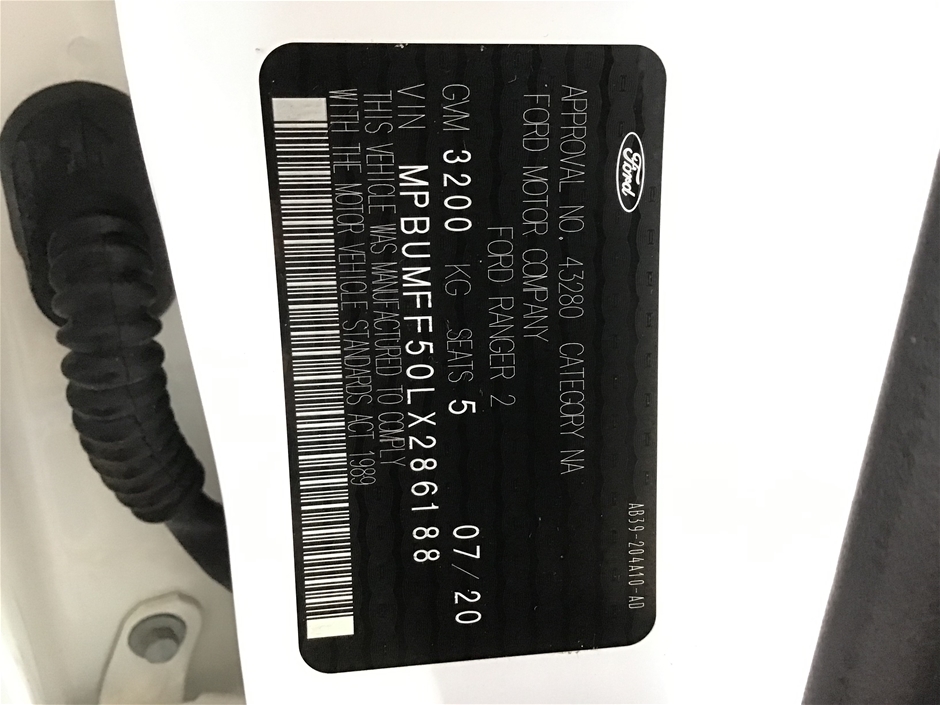 Ford
APPROVAL NO. 43280 CATEGORY NA
FORD MOTOR COMPANY
FORD RANGER 2
GVM 3200 KG SEATS 5 07/20
VIN MPBUMFF50LX286188
THIS VEHICLE WAS MANUFACTURED TO COMPLY
WITH THE MOTOR VEHICLE STANDARDS ACT 1989
AB39-204A10-AD